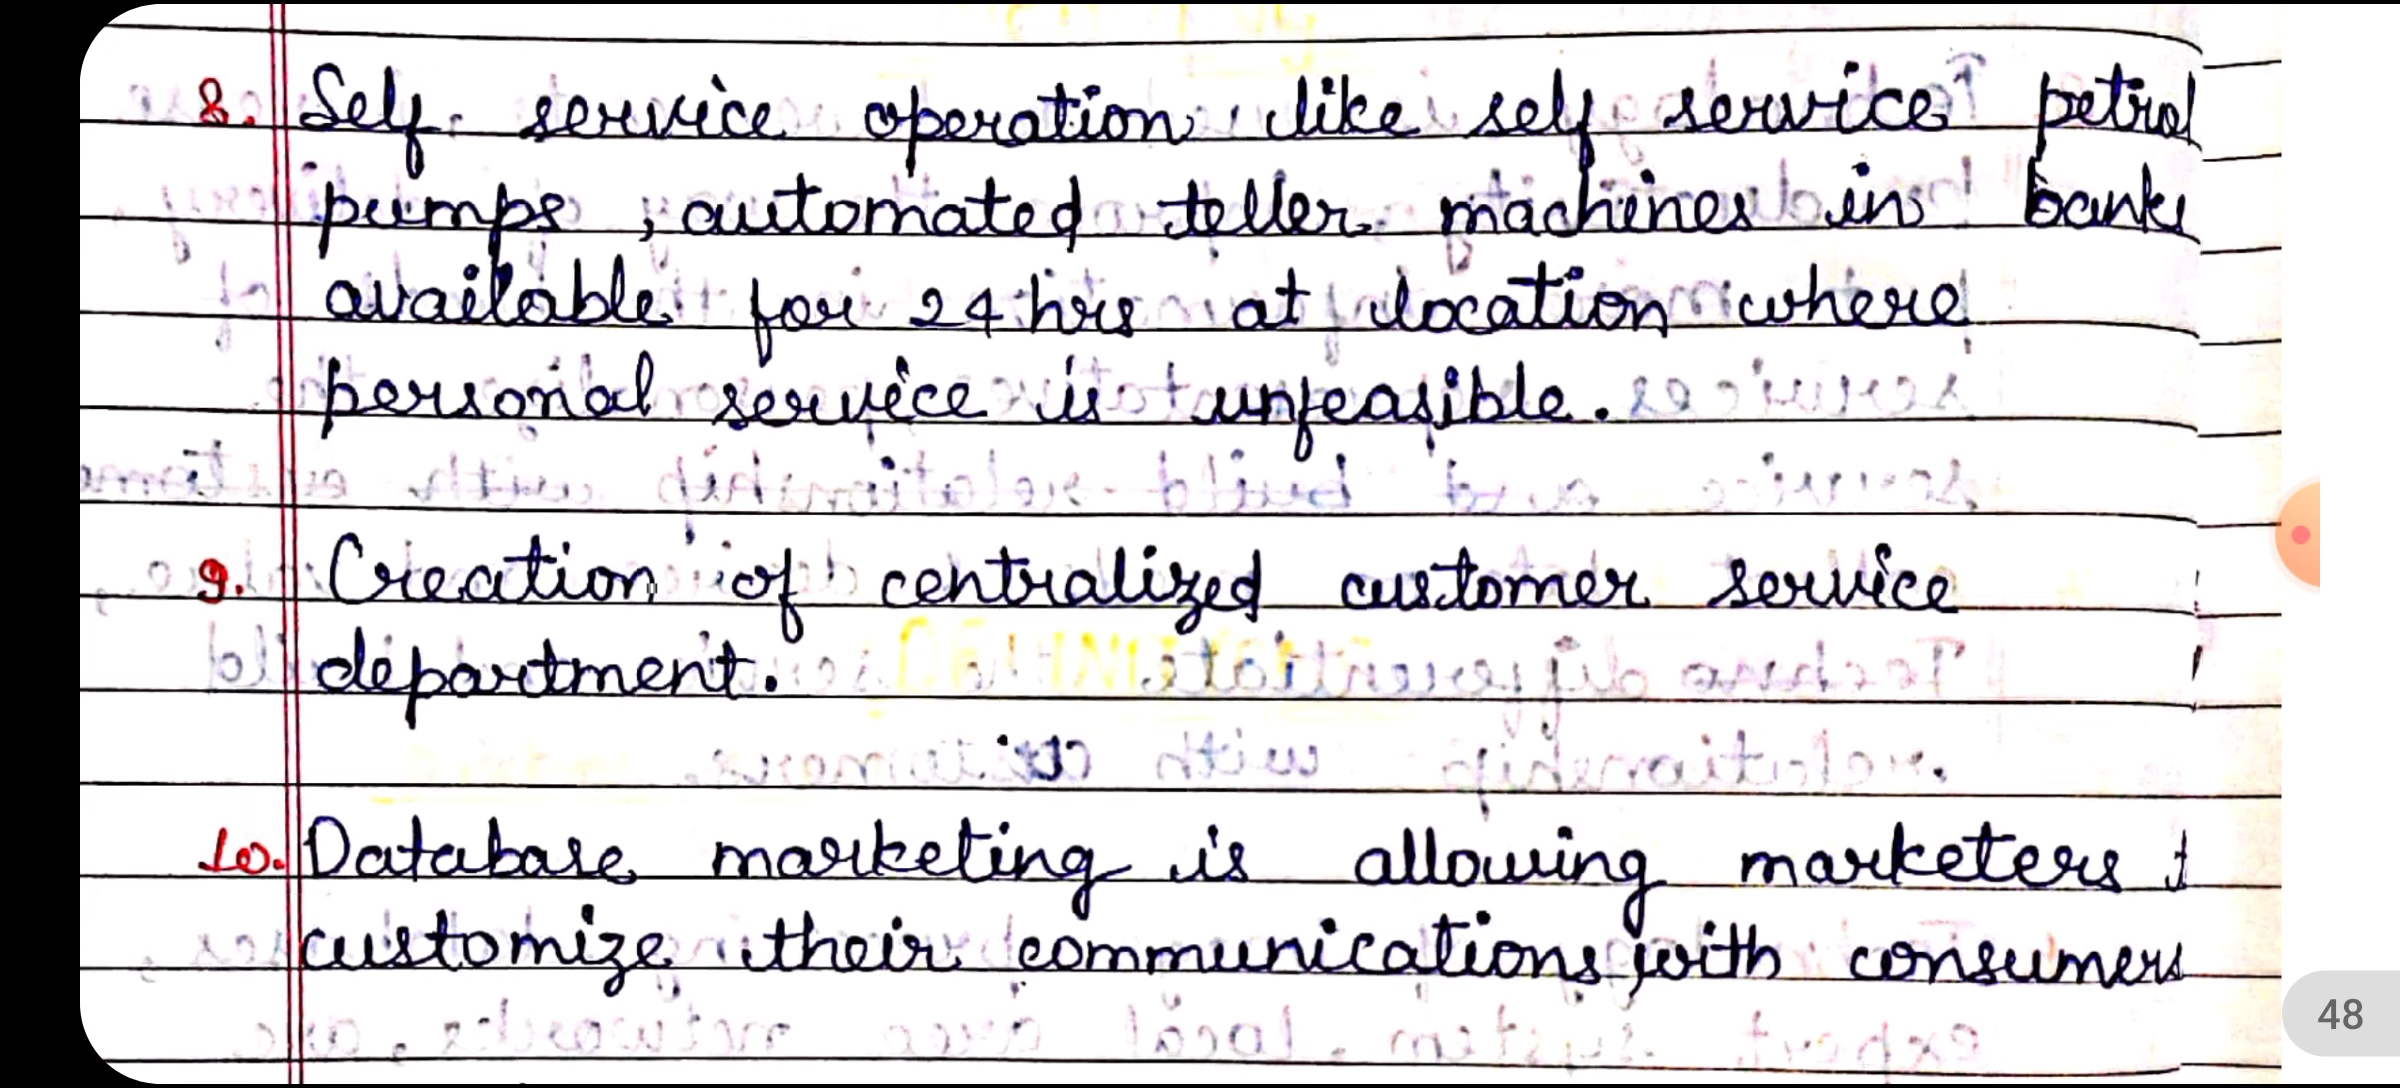 8. Self service operation like self service petrol
pumps, automated teller machines in banks
available for 24 hrs at location where
personal service is unfeasible.
9. Creation of centralized customer service
department.
10. Database marketing is allowing marketers
customize their communications with consumers
48